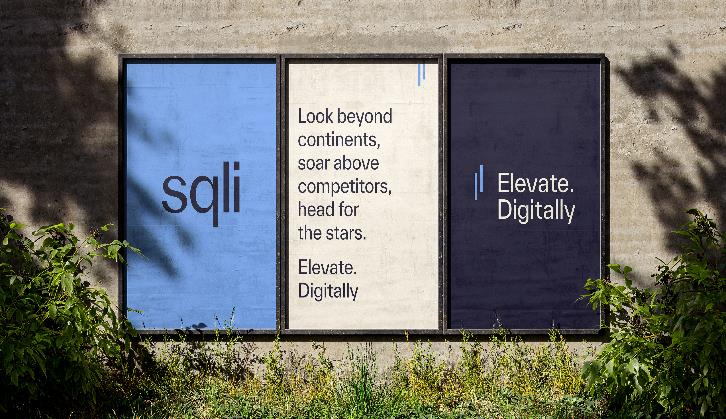 sqli
Look beyond
continents,
soar above
competitors,
head for
the stars.
Elevate.
Digitally
Elevate.
Digitally